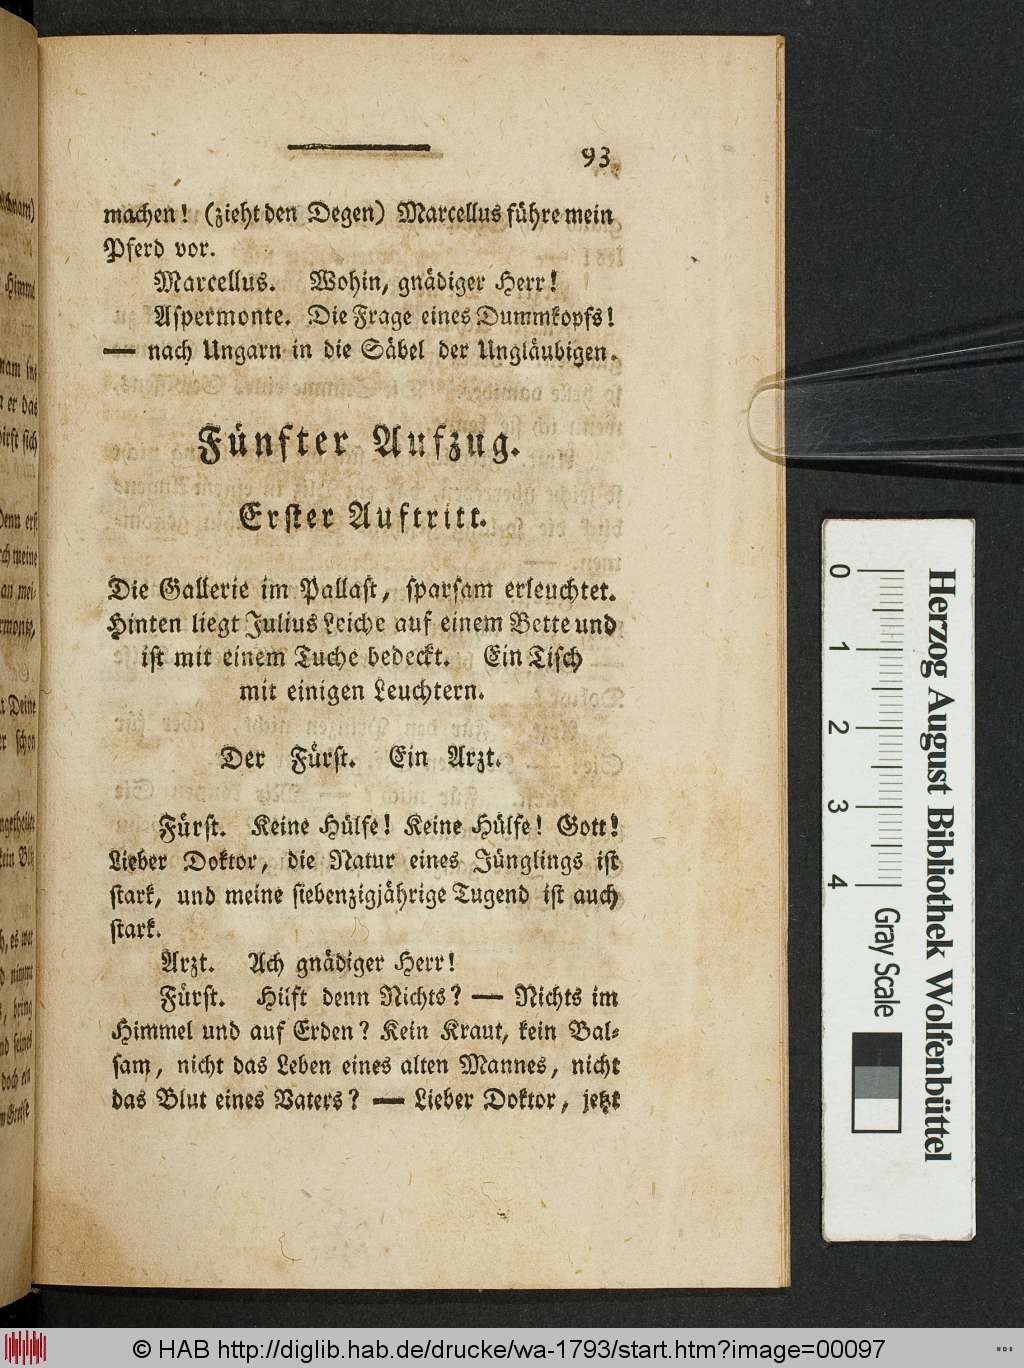 93
machen! (zieht den Degen) Marcellus führe mein
Pferd vor.
Marcellus. Wohin, gnädiger Herr!
Aspermonte. Die Frage eines Dummkopfs!
— nach Ungarn in die Säbel der Ungläubigen.
Fünfter Aufzug.
Erster Auftritt.
Die Gallerie im Pallast, sparsam erleuchtet.
Hinten liegt Julius Leiche auf einem Bette und
ist mit einem Tuche bedeckt. Ein Tisch
mit einigen Leuchtern.
Der Fürst. Ein Arzt.
Fürst. Keine Hülfe! Keine Hülfe! Gott!
Lieber Doktor, die Natur eines Jünglings ist
stark, und meine siebenzigjährige Tugend ist auch
stark.
Arzt. Ach gnädiger Herr!
Fürst. Hilft denn Nichts? — Nichts im
Himmel und auf Erden? Kein Kraut, kein Bal-
sam, nicht das Leben eines alten Mannes, nicht
das Blut eines Vaters? — Lieber Doktor, jetzt
0
1
2
3
4
Gray Scale
Herzog August Bibliothek Wolfenbüttel
© HAB http://diglib.hab.de/drucke/wa-1793/start.htm?image=00097